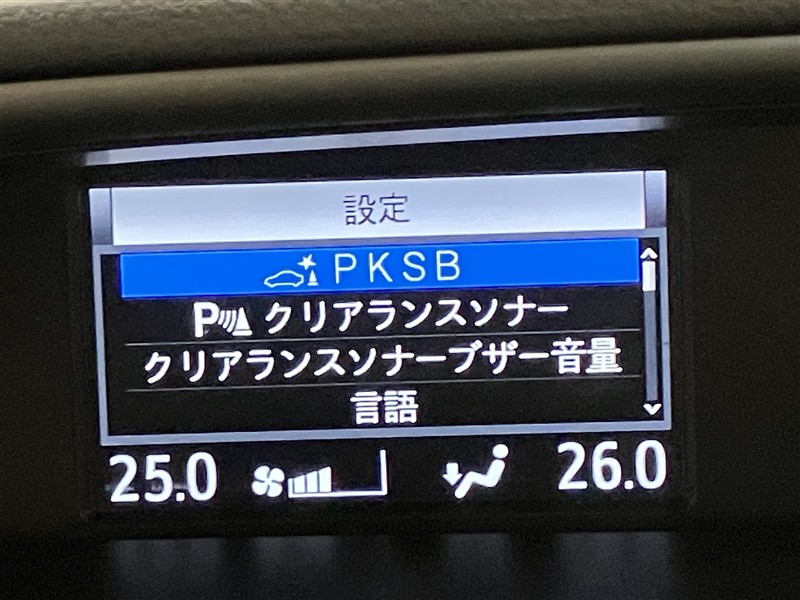 設定
PKSB
P クリアランスソナー
クリアランスソナーブザー音量
言語
25.0 26.0